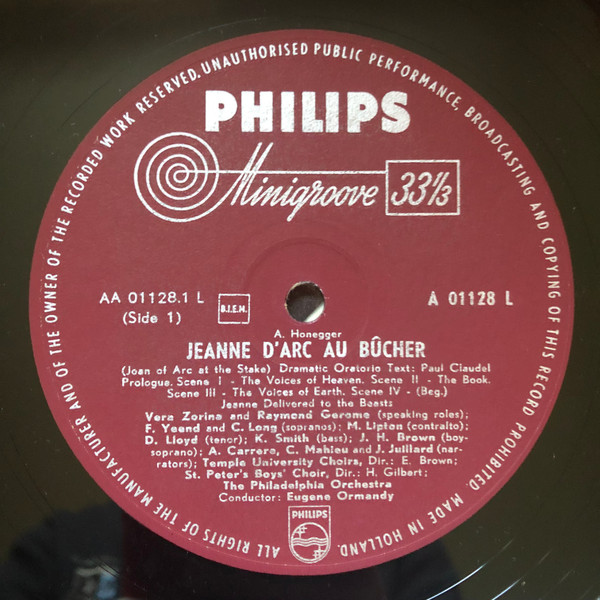 ALL RIGHTS OF THE MANUFACTURER AND OF THE OWNER OF THE RECORDED WORK RESERVED. UNAUTHORISED PUBLIC PERFORMANCE, BROADCASTING AND COPYING OF THIS RECORD PROHIBITED. MADE IN HOLLAND.
PHILIPS
Minigroove 33⅓
AA 01128.1 L B.I.E.M. A 01128 L
(Side 1)
A. Honegger
JEANNE D'ARC AU BÛCHER
(Joan of Arc at the Stake) Dramatic Oratorio Text: Paul Claudel
Prologue. Scene I - The Voices of Heaven. Scene II - The Book.
Scene III - The Voices of Earth. Scene IV - (Beg.)
Jeanne Delivered to the Beasts
Vera Zorina and Raymond Gerome (speaking roles);
F. Yeend and C. Long (sopranos); M. Lipton (contralto);
D. Lloyd (tenor); K. Smith (bass); J. H. Brown (boy-
soprano); A. Carrere, C. Mahieu and J. Juillard (nar-
rators); Temple University Choirs, Dir.: E. Brown;
St. Peter's Boys' Choir, Dir.: H. Gilbert;
The Philadelphia Orchestra
Conductor: Eugene Ormandy
PHILIPS